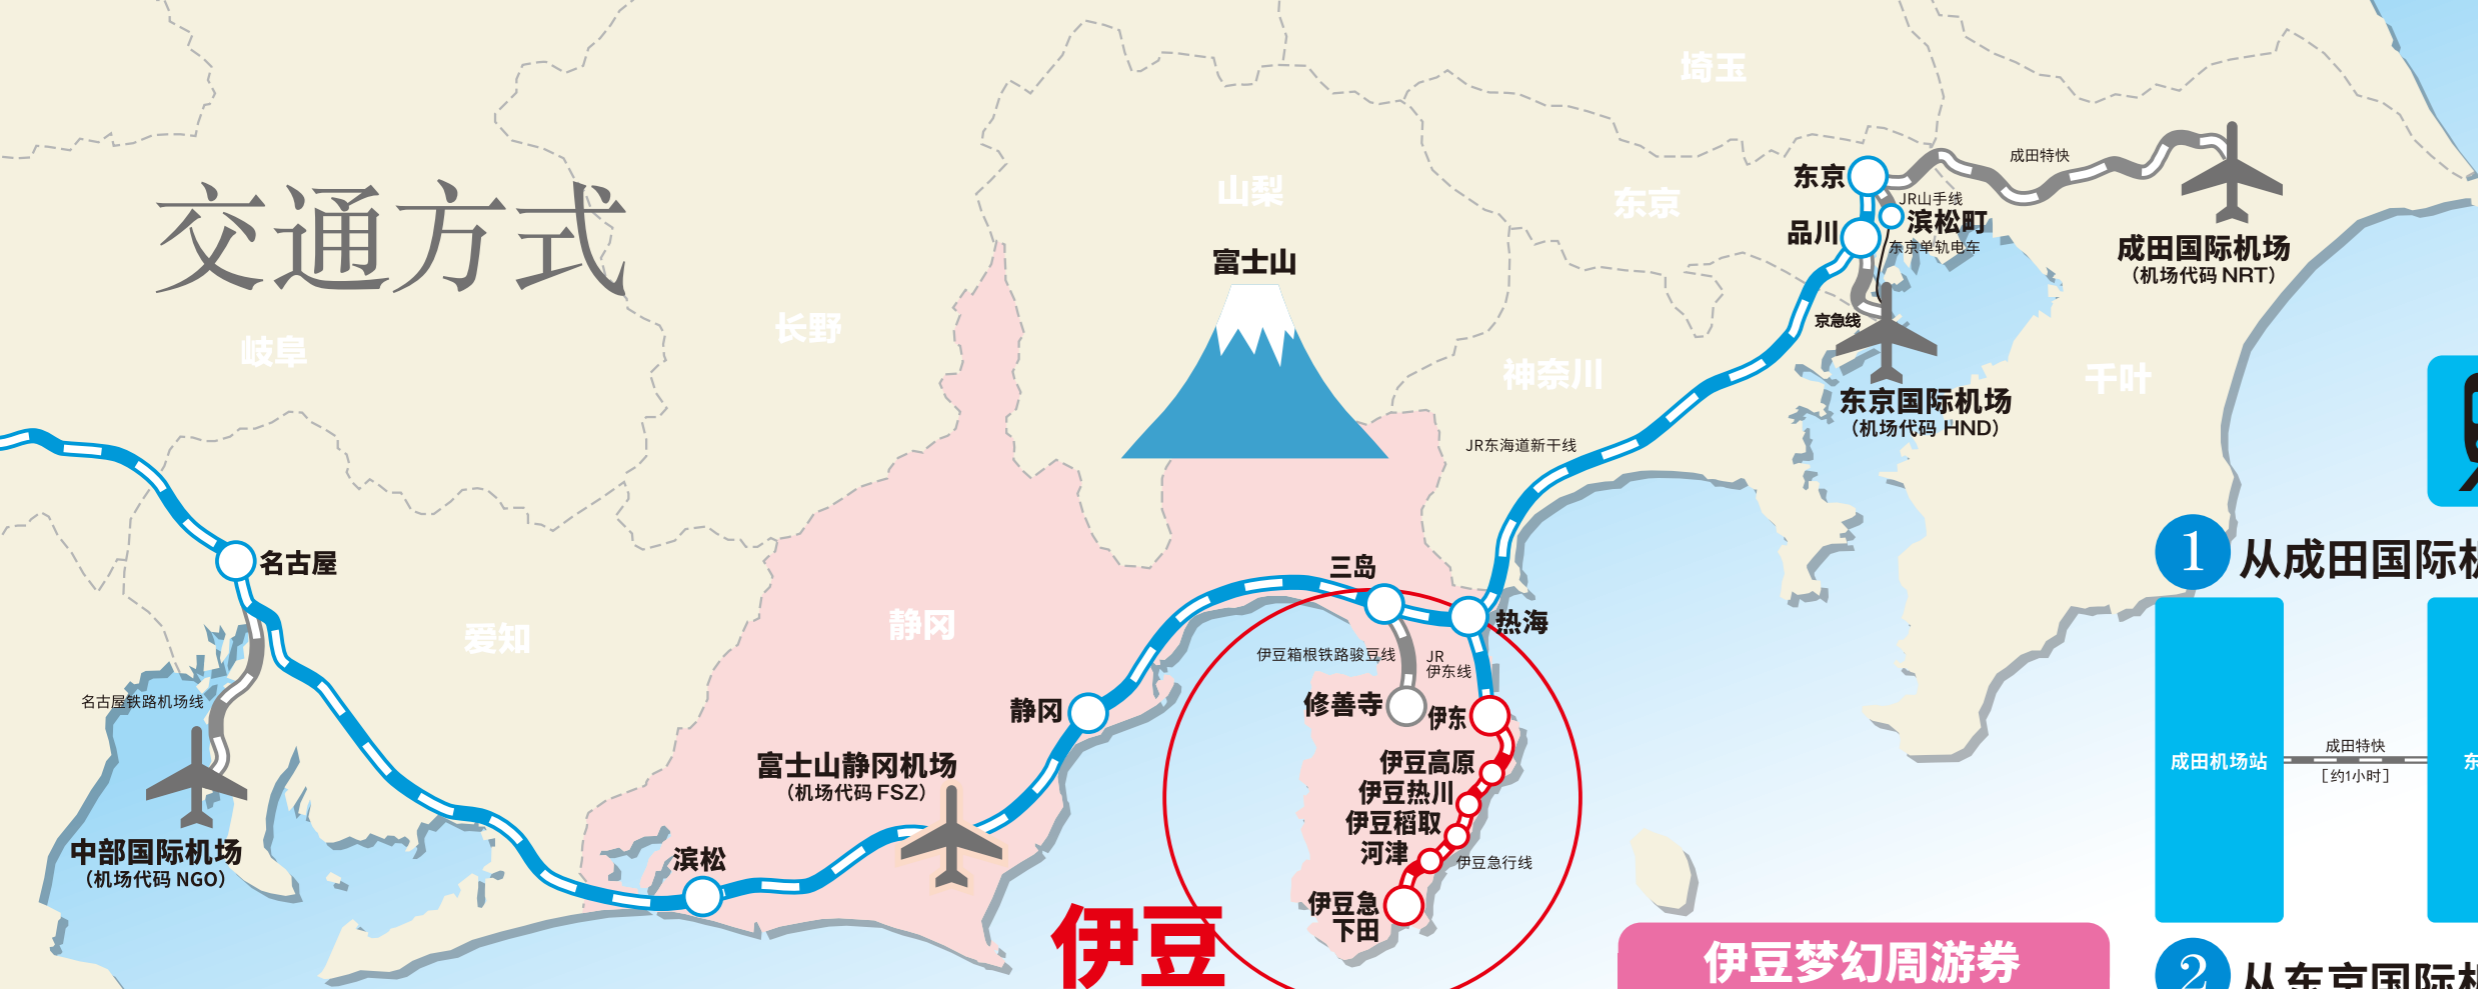 交通方式
埼玉
山梨
富士山
东京
东京
成田特快
JR山手线
滨松町
品川
东京单轨电车
成田国际机场
（机场代码 NRT）
京急线
东京国际机场
（机场代码 HND）
千叶
岐阜
长野
神奈川
JR东海道新干线
名古屋
三岛
热海
爱知
静冈
伊豆箱根铁路骏豆线
JR
伊东线
名古屋铁路机场线
静冈
修善寺
伊东
富士山静冈机场
（机场代码 FSZ）
伊豆高原
伊豆热川
伊豆稻取
河津
伊豆急行线
中部国际机场
（机场代码 NGO）
滨松
伊豆急
下田
伊豆
伊豆梦幻周游券
1 从成田国际机
成田机场站
成田特快
［约1小时］
东
2 从东京国际机